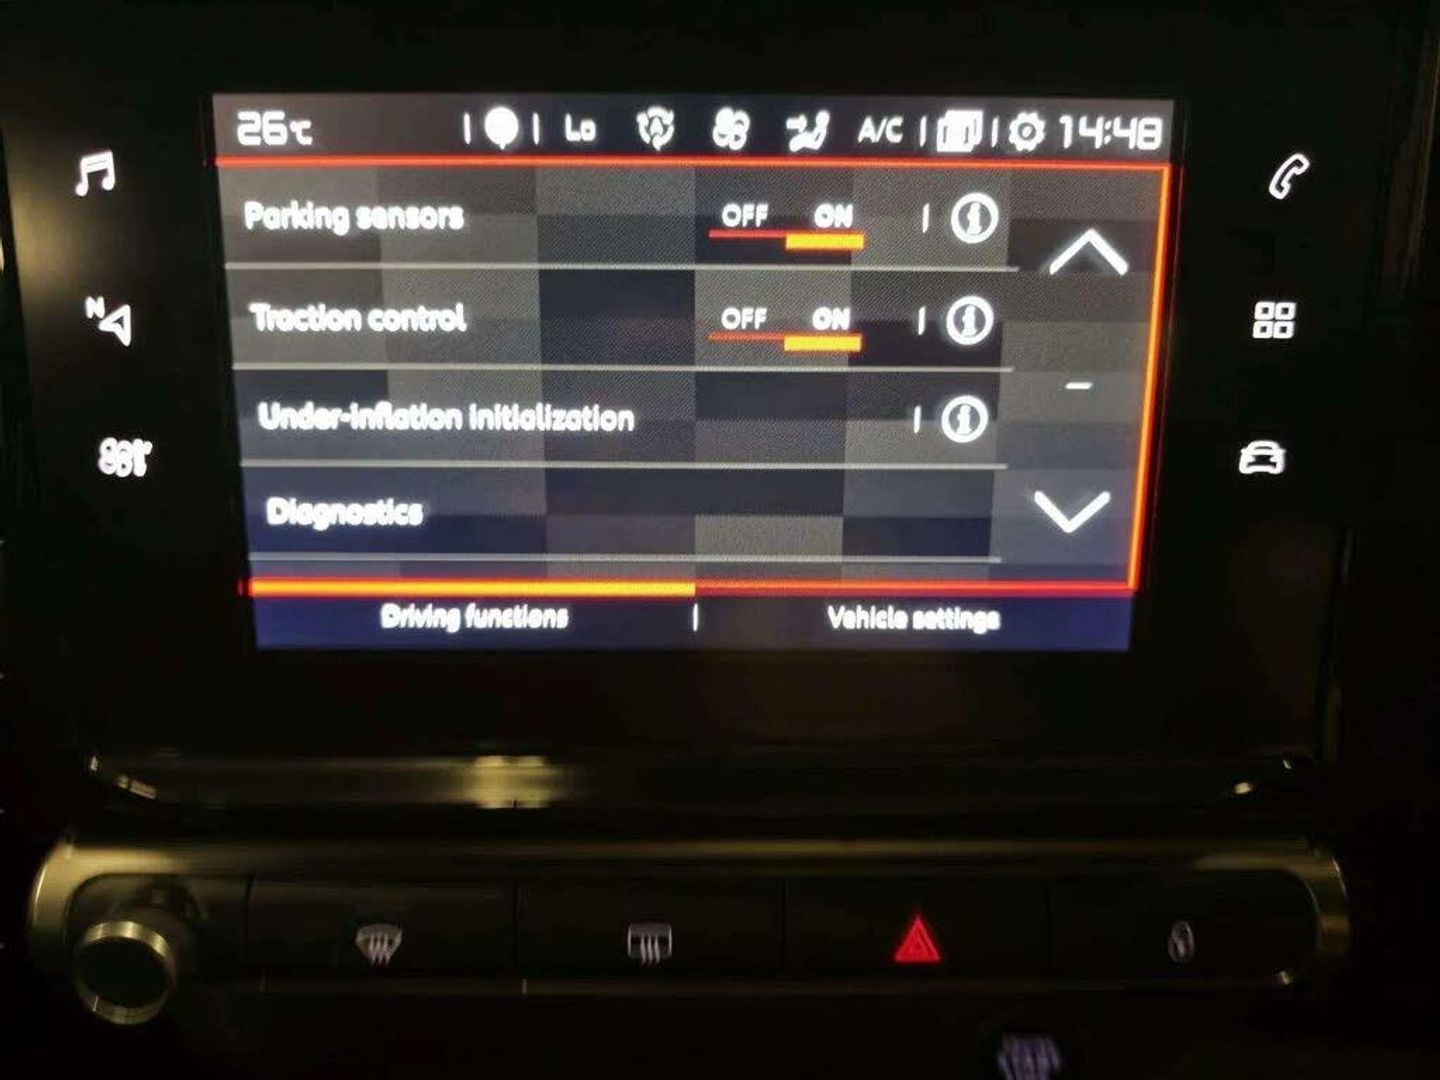 26°C Lo A/C 14:48
Parking sensors OFF ON
Traction control OFF ON
Under-inflation initialization
Diagnostics
Driving functions Vehicle settings
N